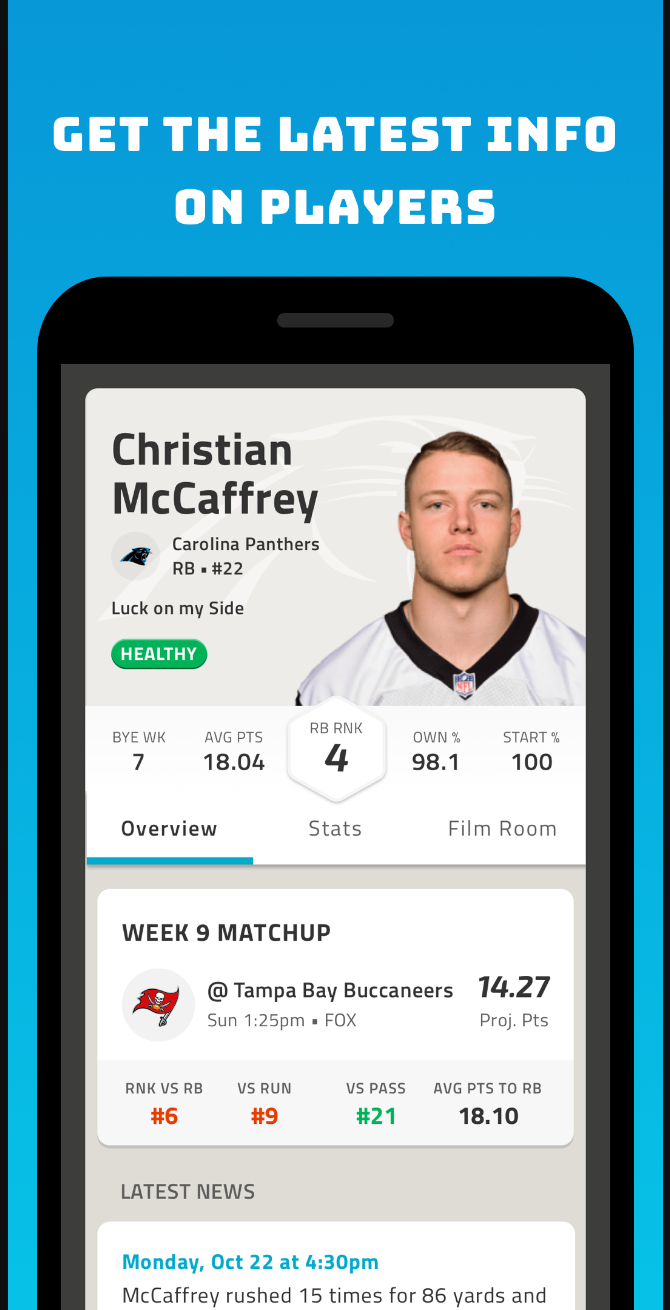 GET THE LATEST INFO
ON PLAYERS
Christian
McCaffrey
Carolina Panthers
RB • #22
Luck on my Side
HEALTHY
BYE WK
7
AVG PTS
18.04
RB RNK
4
OWN %
98.1
START %
100
Overview
Stats
Film Room
WEEK 9 MATCHUP
@ Tampa Bay Buccaneers
Sun 1:25pm • FOX
14.27
Proj. Pts
RNK VS RB
#6
VS RUN
#9
VS PASS
#21
AVG PTS TO RB
18.10
LATEST NEWS
Monday, Oct 22 at 4:30pm
McCaffrey rushed 15 times for 86 yards and
NFL